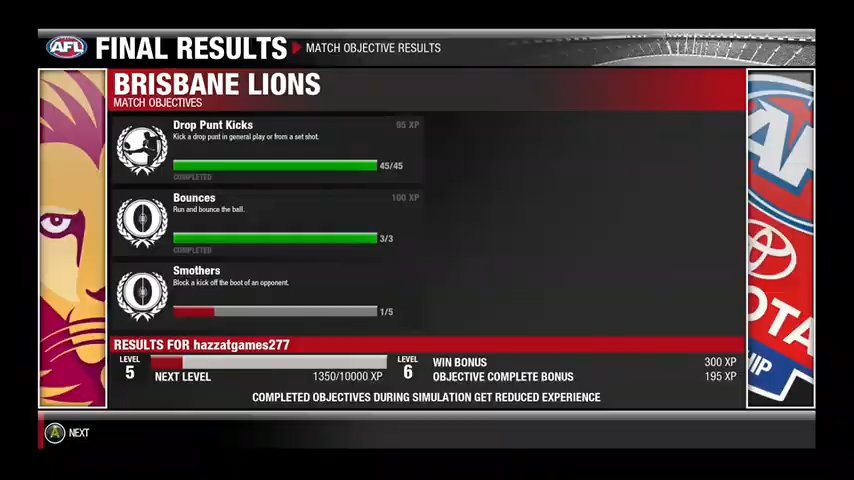 AFL FINAL RESULTS MATCH OBJECTIVE RESULTS
BRISBANE LIONS
MATCH OBJECTIVES
Drop Punt Kicks 95 XP
Kick a drop punt in general play or from a set shot.
45/45
COMPLETED
Bounces 100 XP
Run and bounce the ball.
3/3
COMPLETED
Smothers
Block a kick off the boot of an opponent.
1/5
RESULTS FOR hazzatgames277
LEVEL 5
NEXT LEVEL 1350/10000 XP
LEVEL 6
WIN BONUS 300 XP
OBJECTIVE COMPLETE BONUS 195 XP
COMPLETED OBJECTIVES DURING SIMULATION GET REDUCED EXPERIENCE
A NEXT